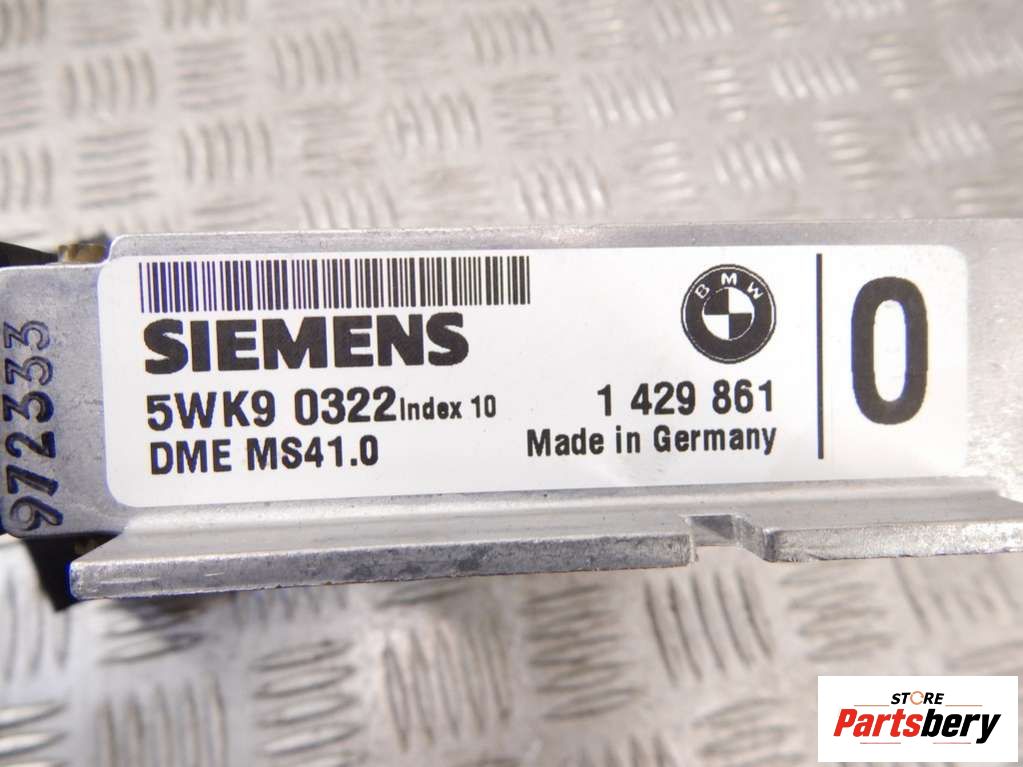 SIEMENS
5WK9 0322 Index 10
DME MS41.0
BMW
1 429 861
Made in Germany
0
972333
STORE
Partsbery